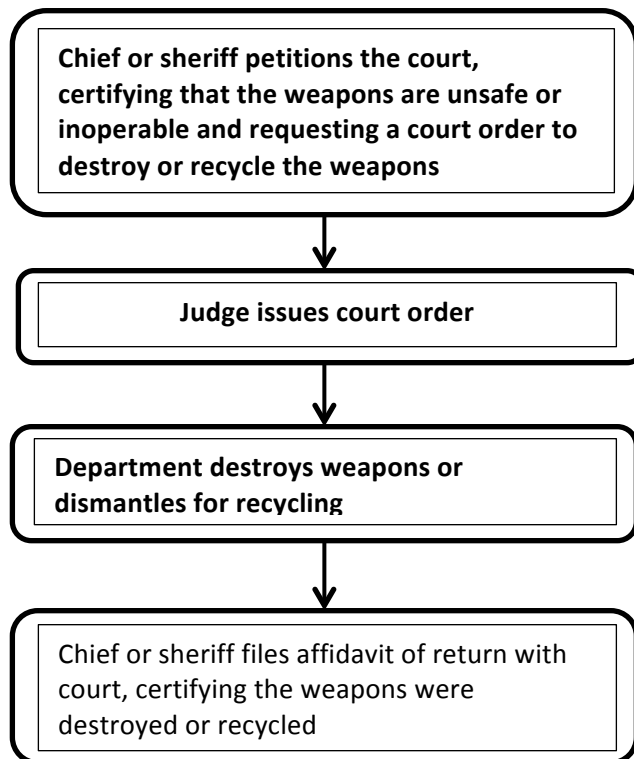 Chief or sheriff petitions the court,
certifying that the weapons are unsafe or
inoperable and requesting a court order to
destroy or recycle the weapons
Judge issues court order
Department destroys weapons or
dismantles for recycling
Chief or sheriff files affidavit of return with
court, certifying the weapons were
destroyed or recycled